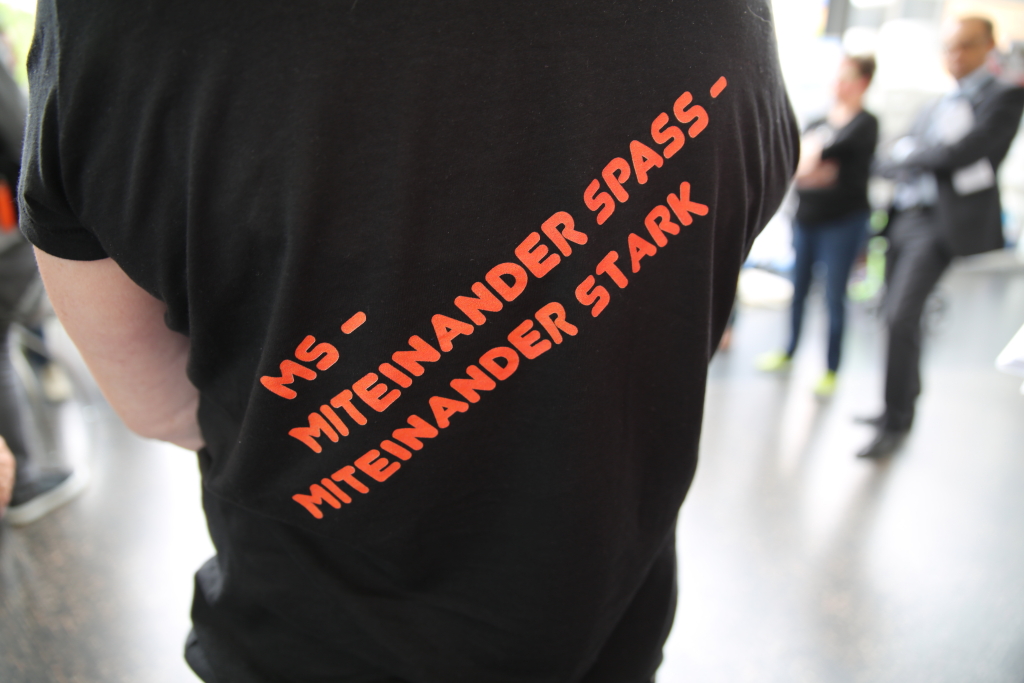 MS -
MITEINANDER SPASS -
MITEINANDER STARK